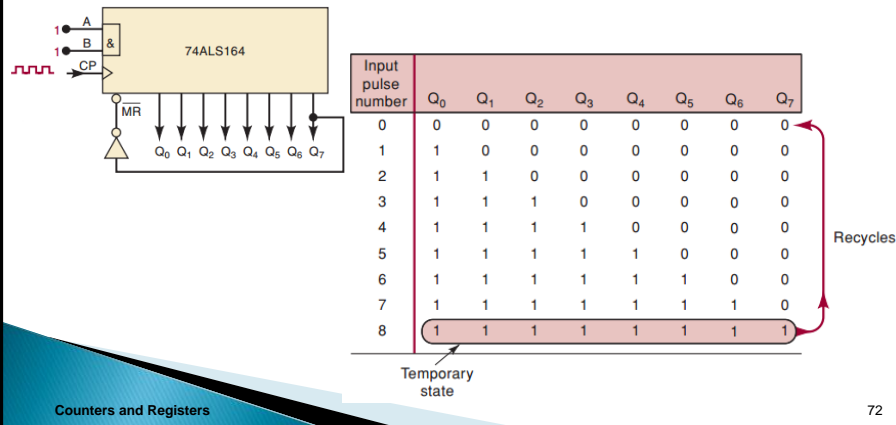 1 A
1 B
&
74ALS164
CP
MR
Q0 Q1 Q2 Q3 Q4 Q5 Q6 Q7
Input
pulse
number Q0 Q1 Q2 Q3 Q4 Q5 Q6 Q7
0 0 0 0 0 0 0 0 0
1 1 0 0 0 0 0 0 0
2 1 1 0 0 0 0 0 0
3 1 1 1 0 0 0 0 0
4 1 1 1 1 0 0 0 0
5 1 1 1 1 1 0 0 0
6 1 1 1 1 1 1 0 0
7 1 1 1 1 1 1 1 0
8 1 1 1 1 1 1 1 1
Recycles
Temporary
state
Counters and Registers
72